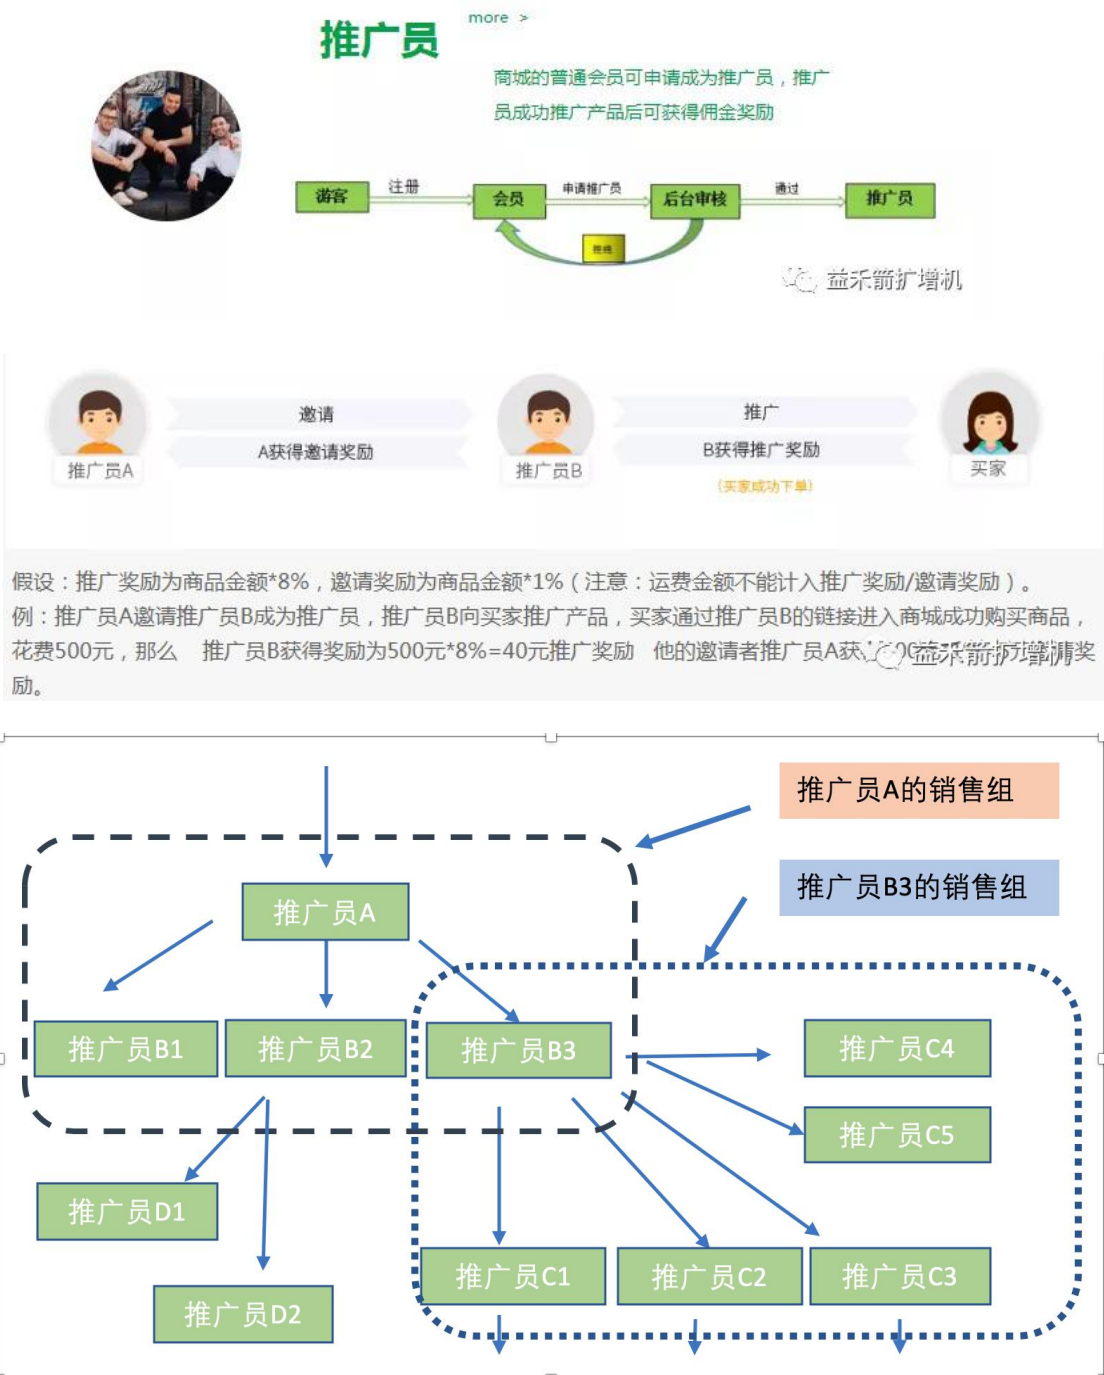 推广员
more >
商城的普通会员可申请成为推广员，推广
员成功推广产品后可获得佣金奖励
游客
注册
会员
申请推广员
后台审核
通过
推广员
拒绝
益禾箭扩增机
邀请
推广
A获得邀请奖励
B获得推广奖励
推广员A
推广员B
买家
(买家成功下单)
假设：推广奖励为商品金额*8%，邀请奖励为商品金额*1%（注意：运费金额不能计入推广奖励/邀请奖励）。
例：推广员A邀请推广员B成为推广员，推广员B向买家推广产品，买家通过推广员B的链接进入商城成功购买商品，
花费500元，那么 推广员B获得奖励为500元*8%=40元推广奖励 他的邀请者推广员A获 奖
励。
益禾箭扩增机
推广员A的销售组
推广员B3的销售组
推广员A
推广员B1
推广员B2
推广员B3
推广员C4
推广员C5
推广员D1
推广员C1
推广员C2
推广员C3
推广员D2